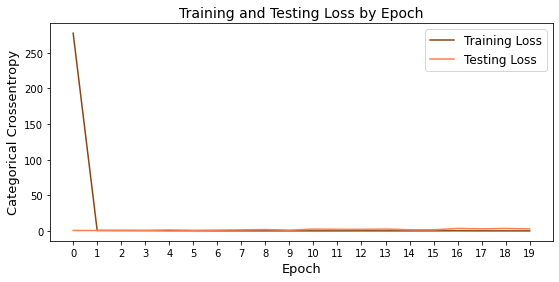 Training and Testing Loss by Epoch
Training Loss
Testing Loss
Categorical Crossentropy
250
200
150
100
50
0
0 1 2 3 4 5 6 7 8 9 10 11 12 13 14 15 16 17 18 19
Epoch